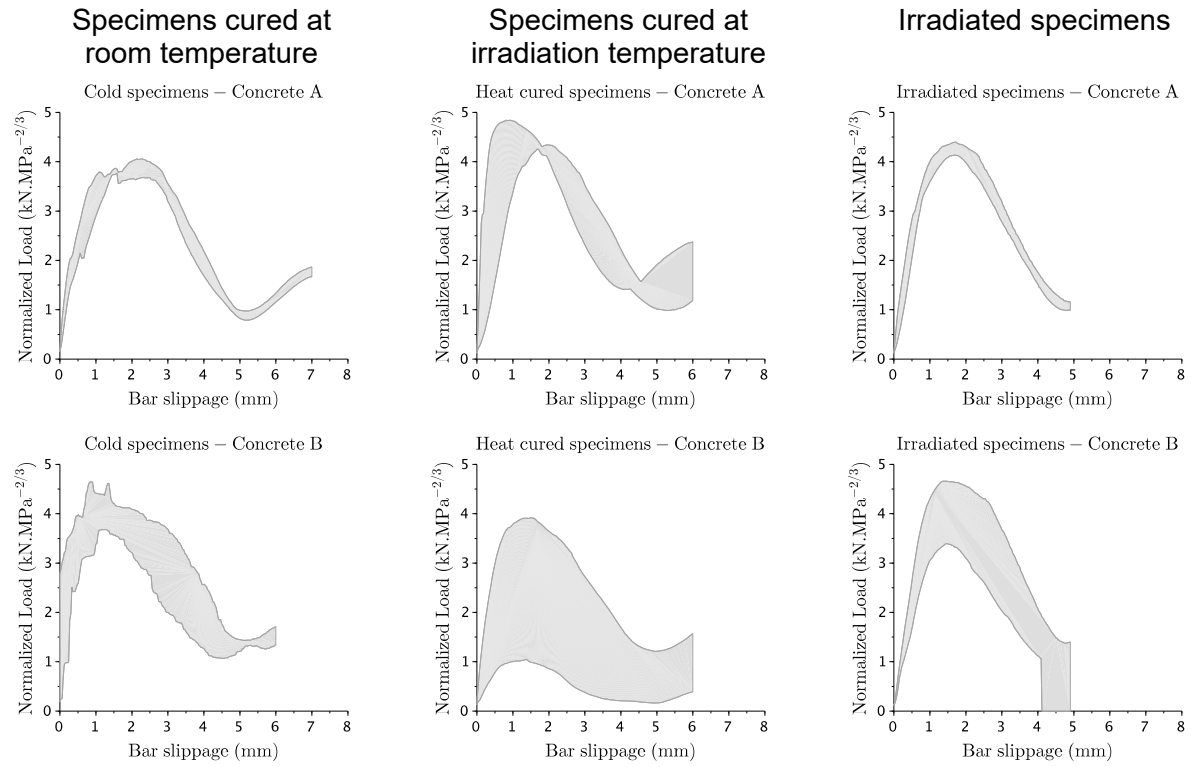 Specimens cured at
room temperature
Specimens cured at
irradiation temperature
Irradiated specimens
Cold specimens – Concrete A
Normalized Load (kN.MPa^{-2/3})
5
4
3
2
1
0
0 1 2 3 4 5 6 7 8
Bar slippage (mm)
Heat cured specimens – Concrete A
Normalized Load (kN.MPa^{-2/3})
5
4
3
2
1
0
0 1 2 3 4 5 6 7 8
Bar slippage (mm)
Irradiated specimens – Concrete A
Normalized Load (kN.MPa^{-2/3})
5
4
3
2
1
0
0 1 2 3 4 5 6 7 8
Bar slippage (mm)
Cold specimens – Concrete B
Normalized Load (kN.MPa^{-2/3})
5
4
3
2
1
0
0 1 2 3 4 5 6 7 8
Bar slippage (mm)
Heat cured specimens – Concrete B
Normalized Load (kN.MPa^{-2/3})
5
4
3
2
1
0
0 1 2 3 4 5 6 7 8
Bar slippage (mm)
Irradiated specimens – Concrete B
Normalized Load (kN.MPa^{-2/3})
5
4
3
2
1
0
0 1 2 3 4 5 6 7 8
Bar slippage (mm)